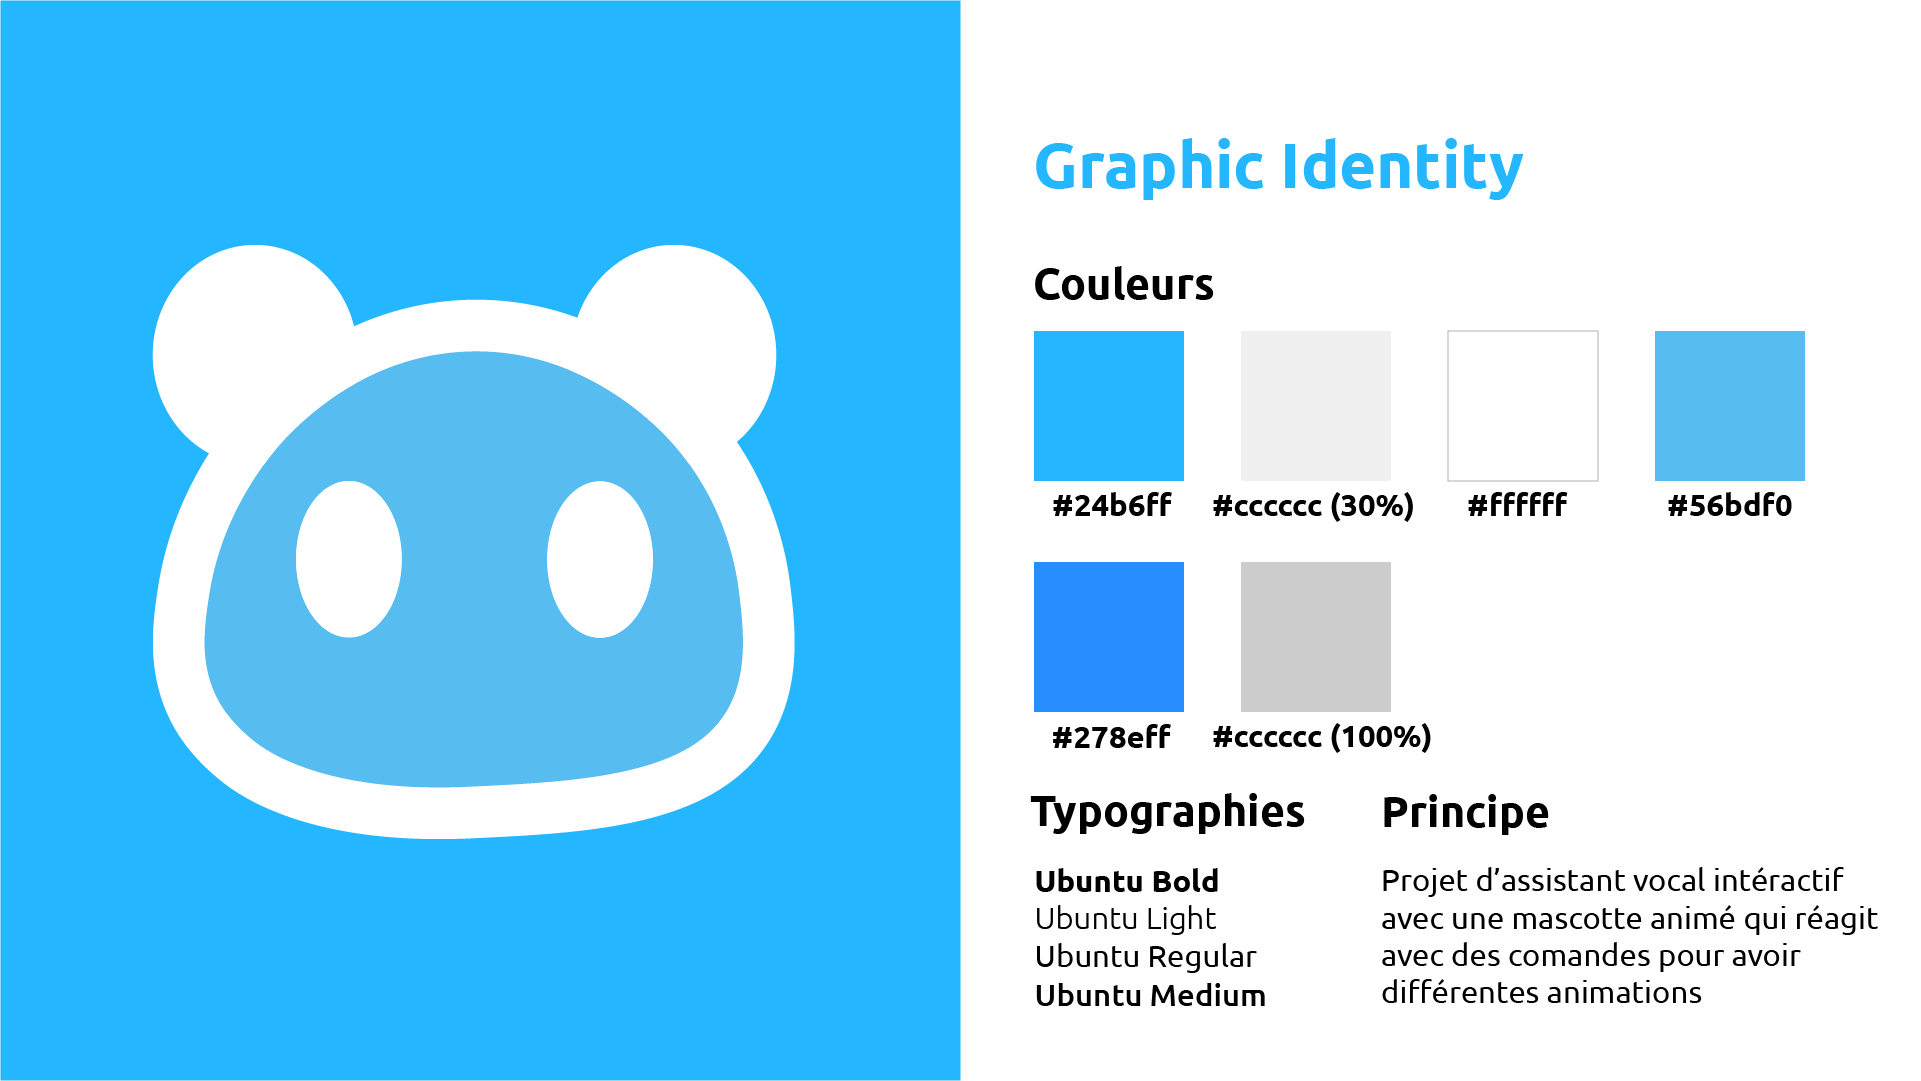 Graphic Identity
Couleurs
#24b6ff
#cccccc (30%)
#ffffff
#56bdf0
#278eff
#cccccc (100%)
Typographies
Ubuntu Bold
Ubuntu Light
Ubuntu Regular
Ubuntu Medium
Principe
Projet d’assistant vocal intéractif
avec une mascotte animé qui réagit
avec des comandes pour avoir
différentes animations